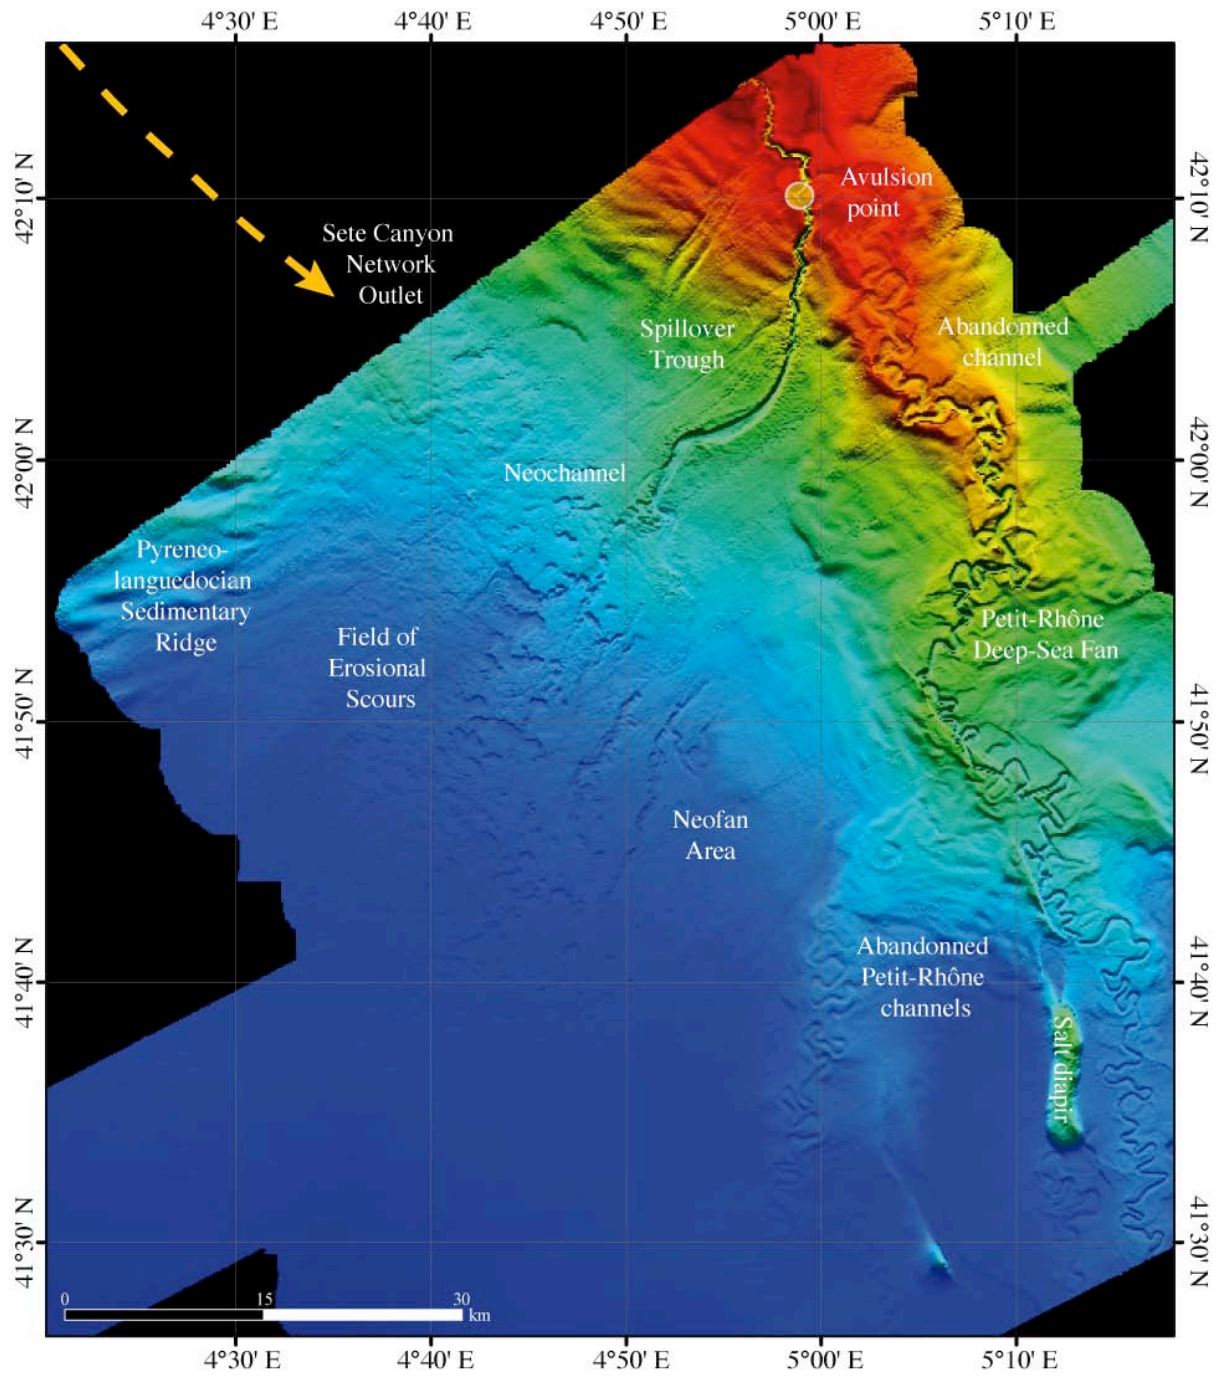 4°30' E
4°40' E
4°50' E
5°00' E
5°10' E
42°10' N
42°10' N
Avulsion
point
Sete Canyon
Network
Outlet
Spillover
Trough
Abandonned
channel
42°00' N
42°00' N
Neochannel
Pyreneo-
languedocian
Sedimentary
Ridge
Field of
Erosional
Scours
Petit-Rhône
Deep-Sea Fan
41°50' N
41°50' N
Neofan
Area
Abandonned
Petit-Rhône
channels
41°40' N
41°40' N
Salt diapir
41°30' N
41°30' N
0 15 30
km
4°30' E
4°40' E
4°50' E
5°00' E
5°10' E